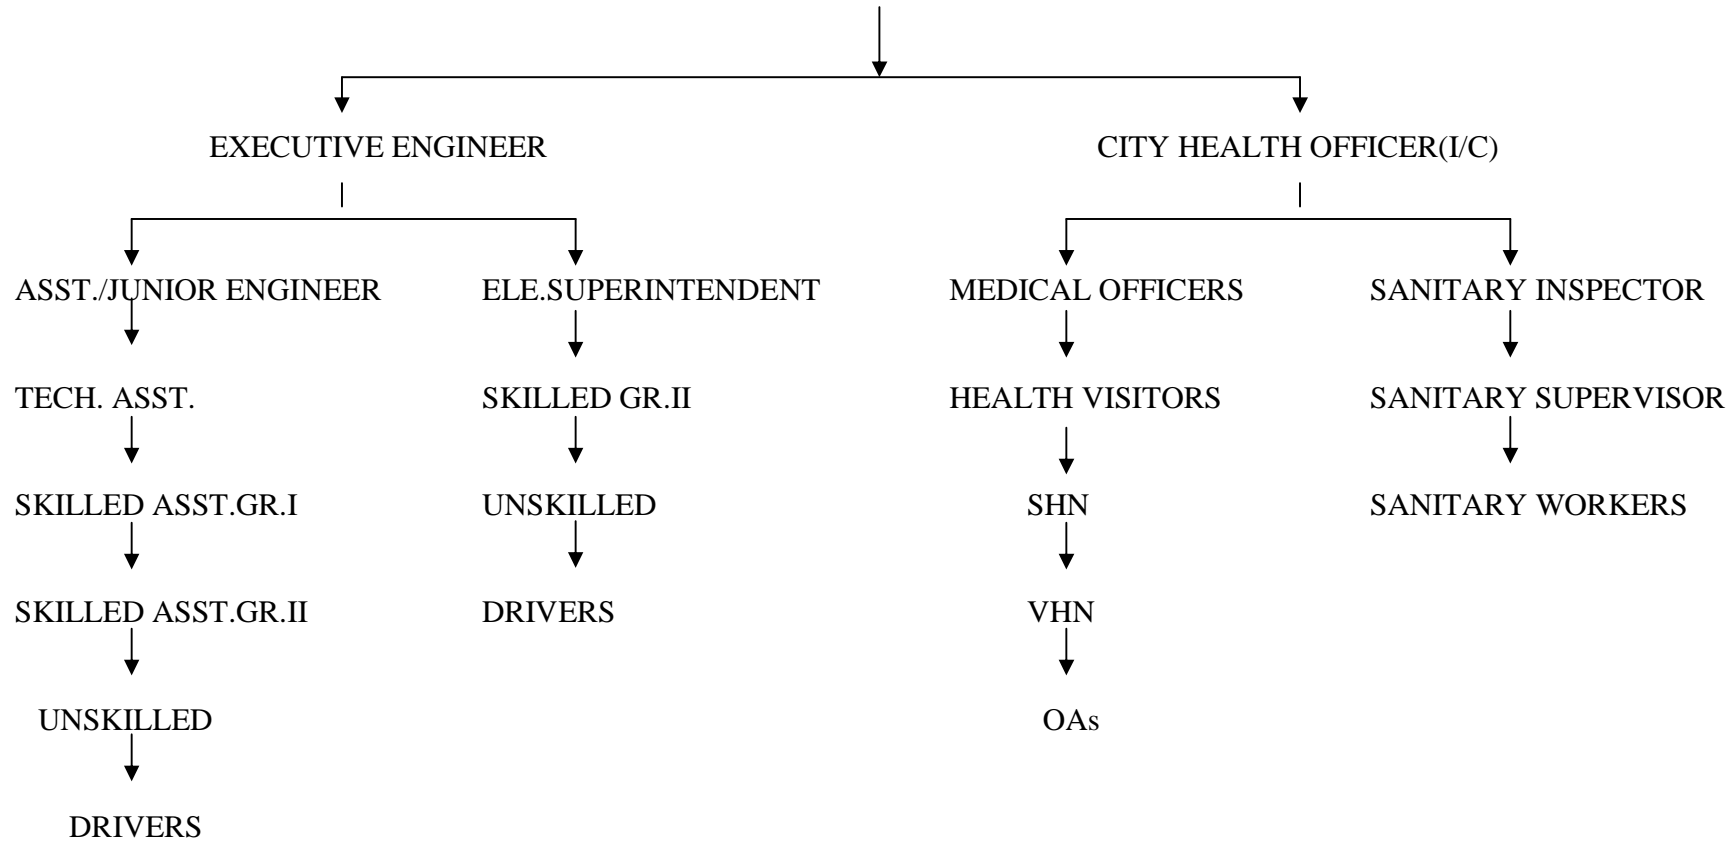 EXECUTIVE ENGINEER
CITY HEALTH OFFICER(I/C)
ASST./JUNIOR ENGINEER
ELE.SUPERINTENDENT
MEDICAL OFFICERS
SANITARY INSPECTOR
TECH. ASST.
SKILLED GR.II
HEALTH VISITORS
SANITARY SUPERVISOR
SKILLED ASST.GR.I
UNSKILLED
SHN
SANITARY WORKERS
SKILLED ASST.GR.II
DRIVERS
VHN
UNSKILLED
OAs
DRIVERS